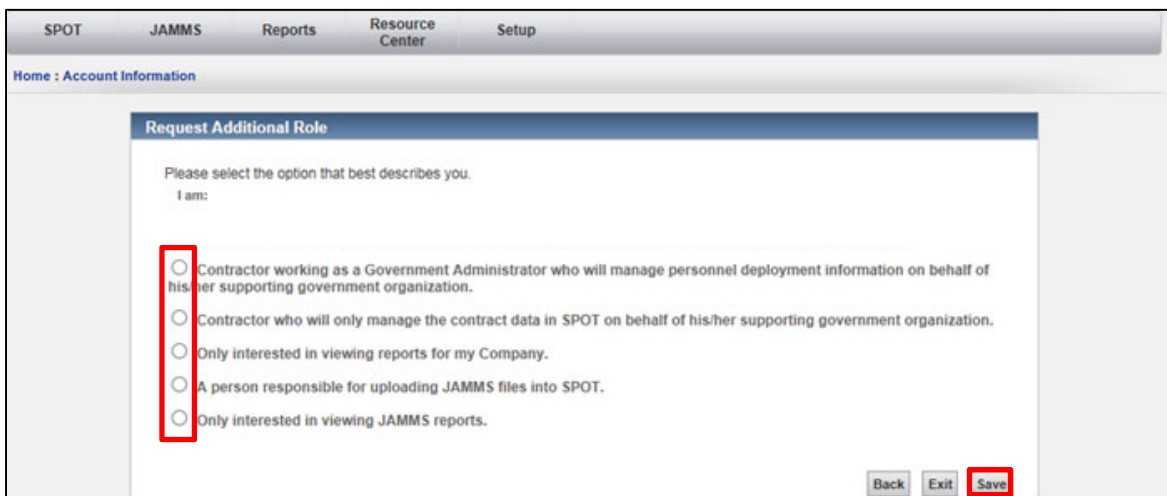 SPOT JAMMS Reports Resource Center Setup
Home : Account Information
Request Additional Role
Please select the option that best describes you.
I am:
Contractor working as a Government Administrator who will manage personnel deployment information on behalf of
his/her supporting government organization.
Contractor who will only manage the contract data in SPOT on behalf of his/her supporting government organization.
Only interested in viewing reports for my Company.
A person responsible for uploading JAMMS files into SPOT.
Only interested in viewing JAMMS reports.
Back Exit Save